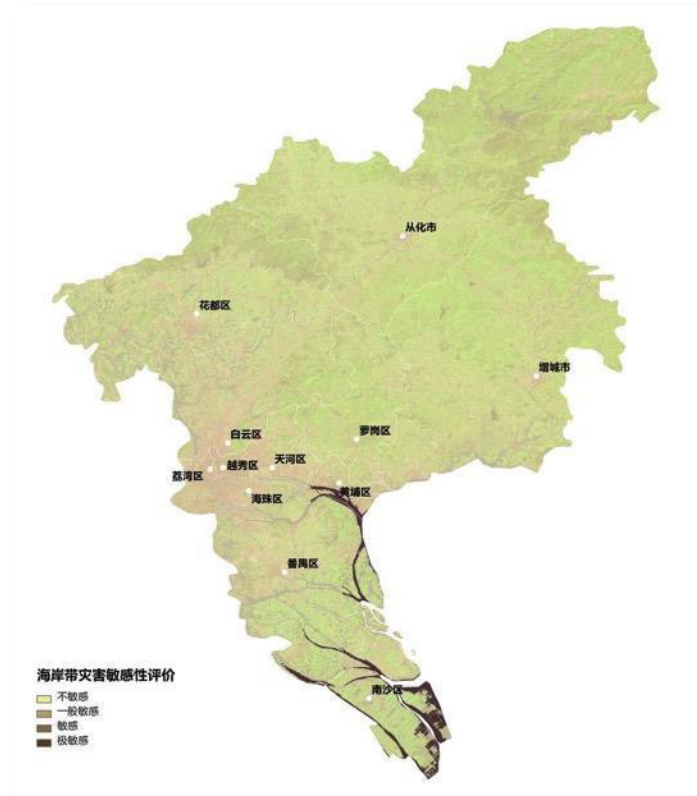 从化市
花都区
增城市
白云区
萝岗区
荔湾区
越秀区
天河区
海珠区
黄埔区
番禺区
南沙区
海岸带灾害敏感性评价
不敏感
一般敏感
敏感
极敏感